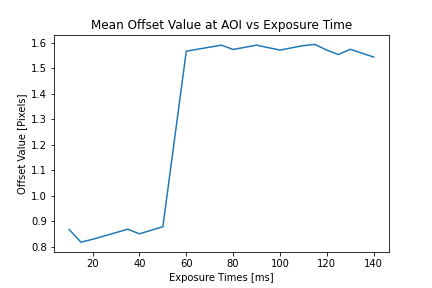 Mean Offset Value at AOI vs Exposure Time
1.6
1.5
1.4
1.3
1.2
1.1
1.0
0.9
0.8
Offset Value [Pixels]
20 40 60 80 100 120 140
Exposure Times [ms]